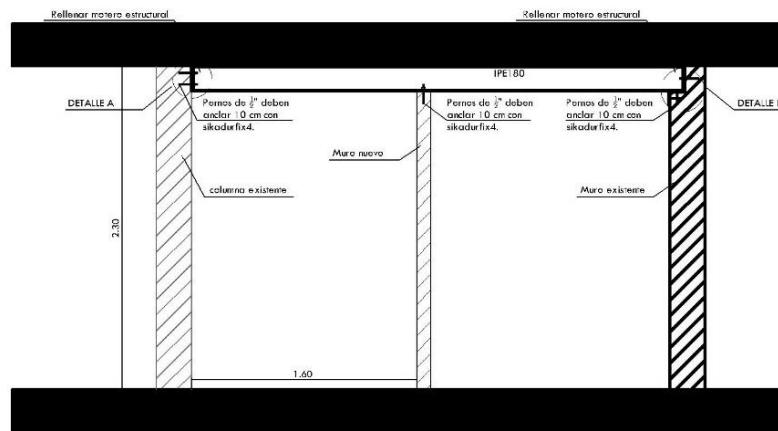 Rellenar motero estructural
Rellenar motero estructural
IPE180
DETALLE A
Pernos de ½" deben
anclar 10 cm con
sikadurfix4.
Pernos de ½" deben
anclar 10 cm con
sikadurfix4.
Pernos de ½" deben
anclar 10 cm con
sikadurfix4.
DETALLE
Muro nuevo
columna existente
Muro existente
2.30
1.60